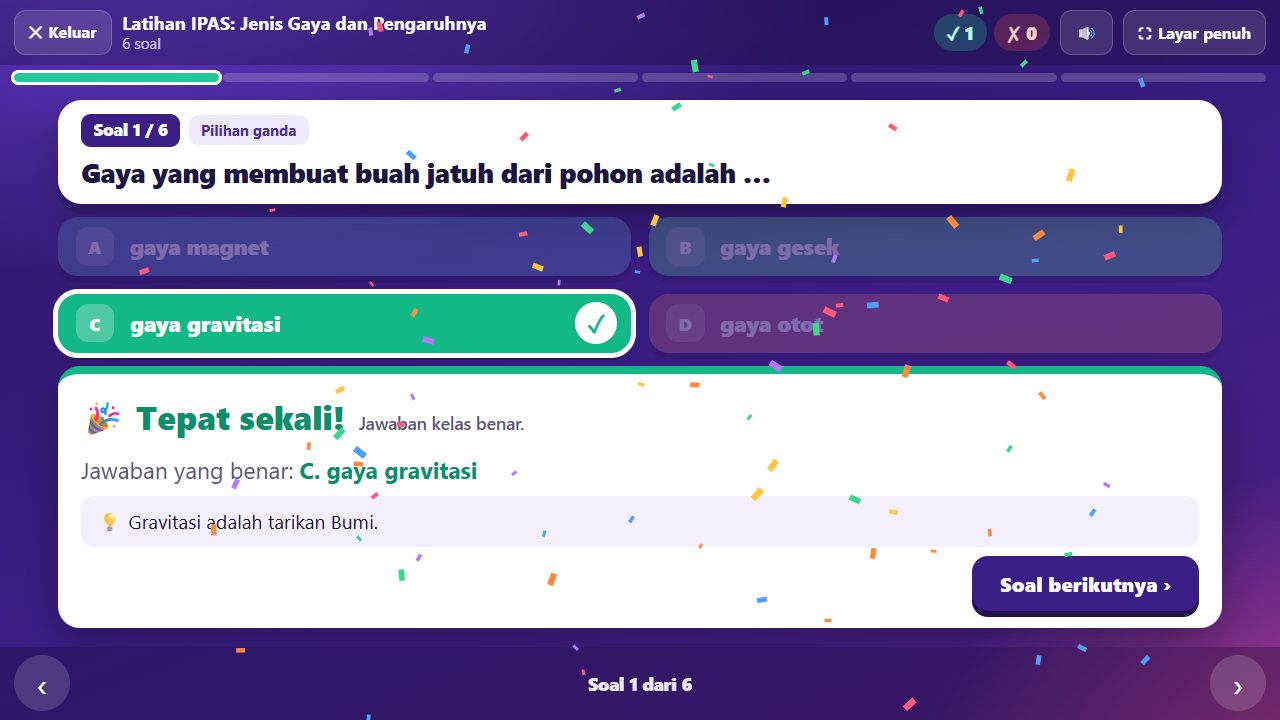 Keluar
Latihan IPAS: Jenis Gaya dan Pengaruhnya
6 soal
✓ 1
✗ 0
Layar penuh
Soal 1 / 6
Pilihan ganda
Gaya yang membuat buah jatuh dari pohon adalah ...
A gaya magnet
B gaya gesek
C gaya gravitasi
D gaya otot
Tepat sekali! Jawaban kelas benar.
Jawaban yang benar: C. gaya gravitasi
Gravitasi adalah tarikan Bumi.
Soal berikutnya ›
‹
Soal 1 dari 6
›